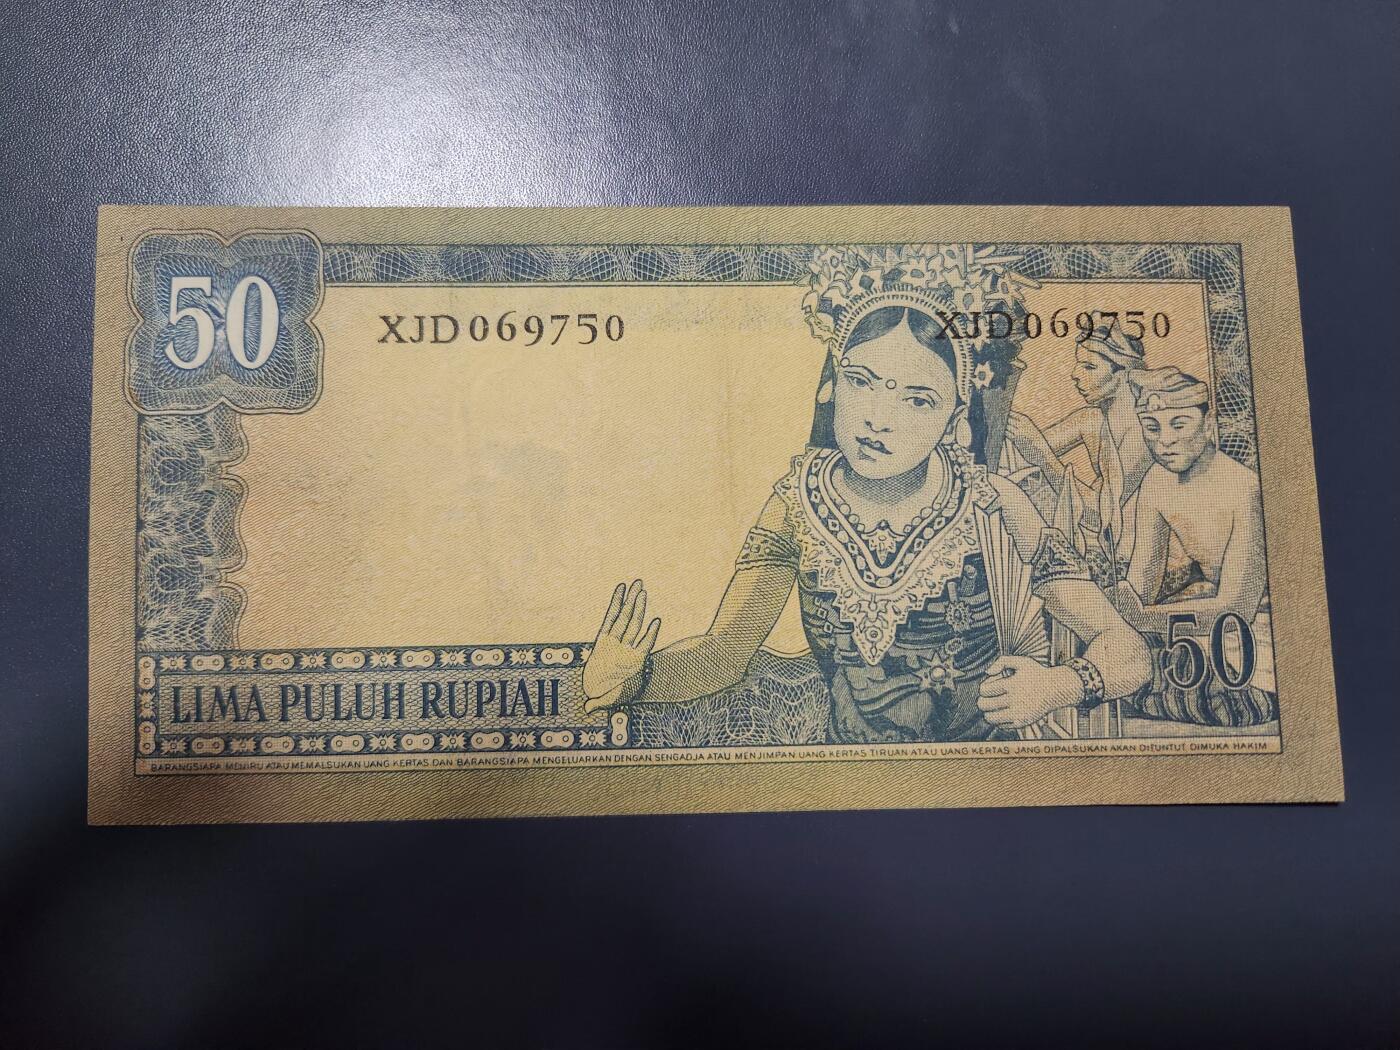 50
XJD069750 XJD069750
50
LIMA PULUH RUPIAH
BARANGSIAPA MENIRU ATAU MEMALSUKAN UANG KERTAS DAN BARANGSIAPA MENGELUARKAN DENGAN SENGADJA ATAU MENJIMPAN UANG KERTAS TIRUAN ATAU UANG KERTAS JANG DIPALSUKAN AKAN DITUNTUT DIMUKA HAKIM